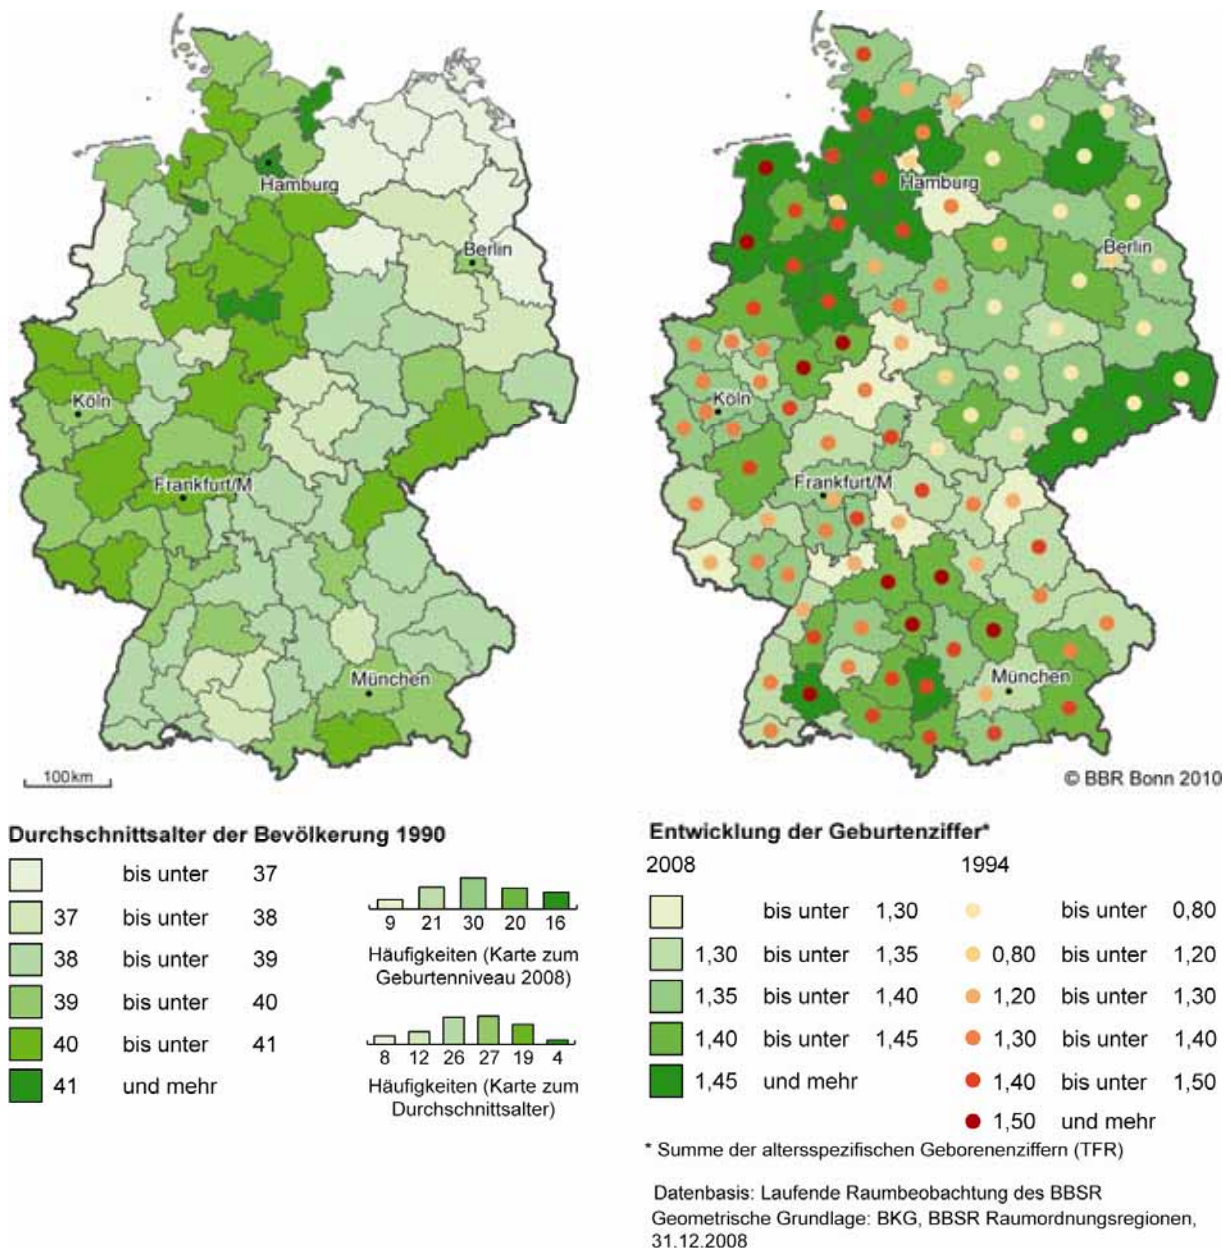 Hamburg
Berlin
Köln
Frankfurt/M
München
100 km
Hamburg
Berlin
Köln
Frankfurt/M
München
© BBR Bonn 2010
Durchschnittsalter der Bevölkerung 1990
bis unter 37
37 bis unter 38
38 bis unter 39
39 bis unter 40
40 bis unter 41
41 und mehr
9 21 30 20 16
Häufigkeiten (Karte zum
Geburtenniveau 2008)
8 12 26 27 19 4
Häufigkeiten (Karte zum
Durchschnittsalter)
Entwicklung der Geburtenziffer*
2008 1994
bis unter 1,30 bis unter 0,80
1,30 bis unter 1,35 0,80 bis unter 1,20
1,35 bis unter 1,40 1,20 bis unter 1,30
1,40 bis unter 1,45 1,30 bis unter 1,40
1,45 und mehr 1,40 bis unter 1,50
1,50 und mehr
* Summe der altersspezifischen Geborenenziffern (TFR)
Datenbasis: Laufende Raumbeobachtung des BBSR
Geometrische Grundlage: BKG, BBSR Raumordnungsregionen,
31.12.2008